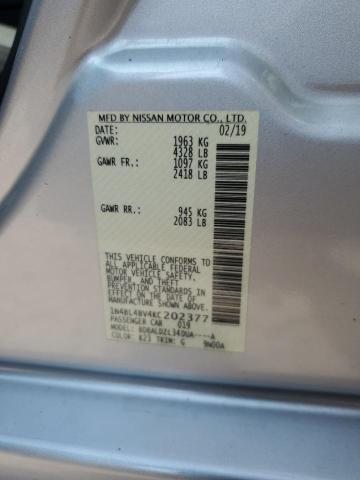 MFD BY NISSAN MOTOR CO., LTD.
DATE: 02/19
GVWR: 1963 KG
4328 LB
GAWR FR.: 1097 KG
2418 LB
GAWR RR.: 945 KG
2083 LB
THIS VEHICLE CONFORMS TO ALL
APPLICABLE U.S. FEDERAL
MOTOR VEHICLE SAFETY, BUMPER,
AND THEFT PREVENTION
STANDARDS IN EFFECT ON THE
DATE OF MANUFACTURE SHOWN
ABOVE.
1N4BL4BV4KC202377
PASSENGER CAR 019
MODEL: A
COLOR: K23 TRIM: G